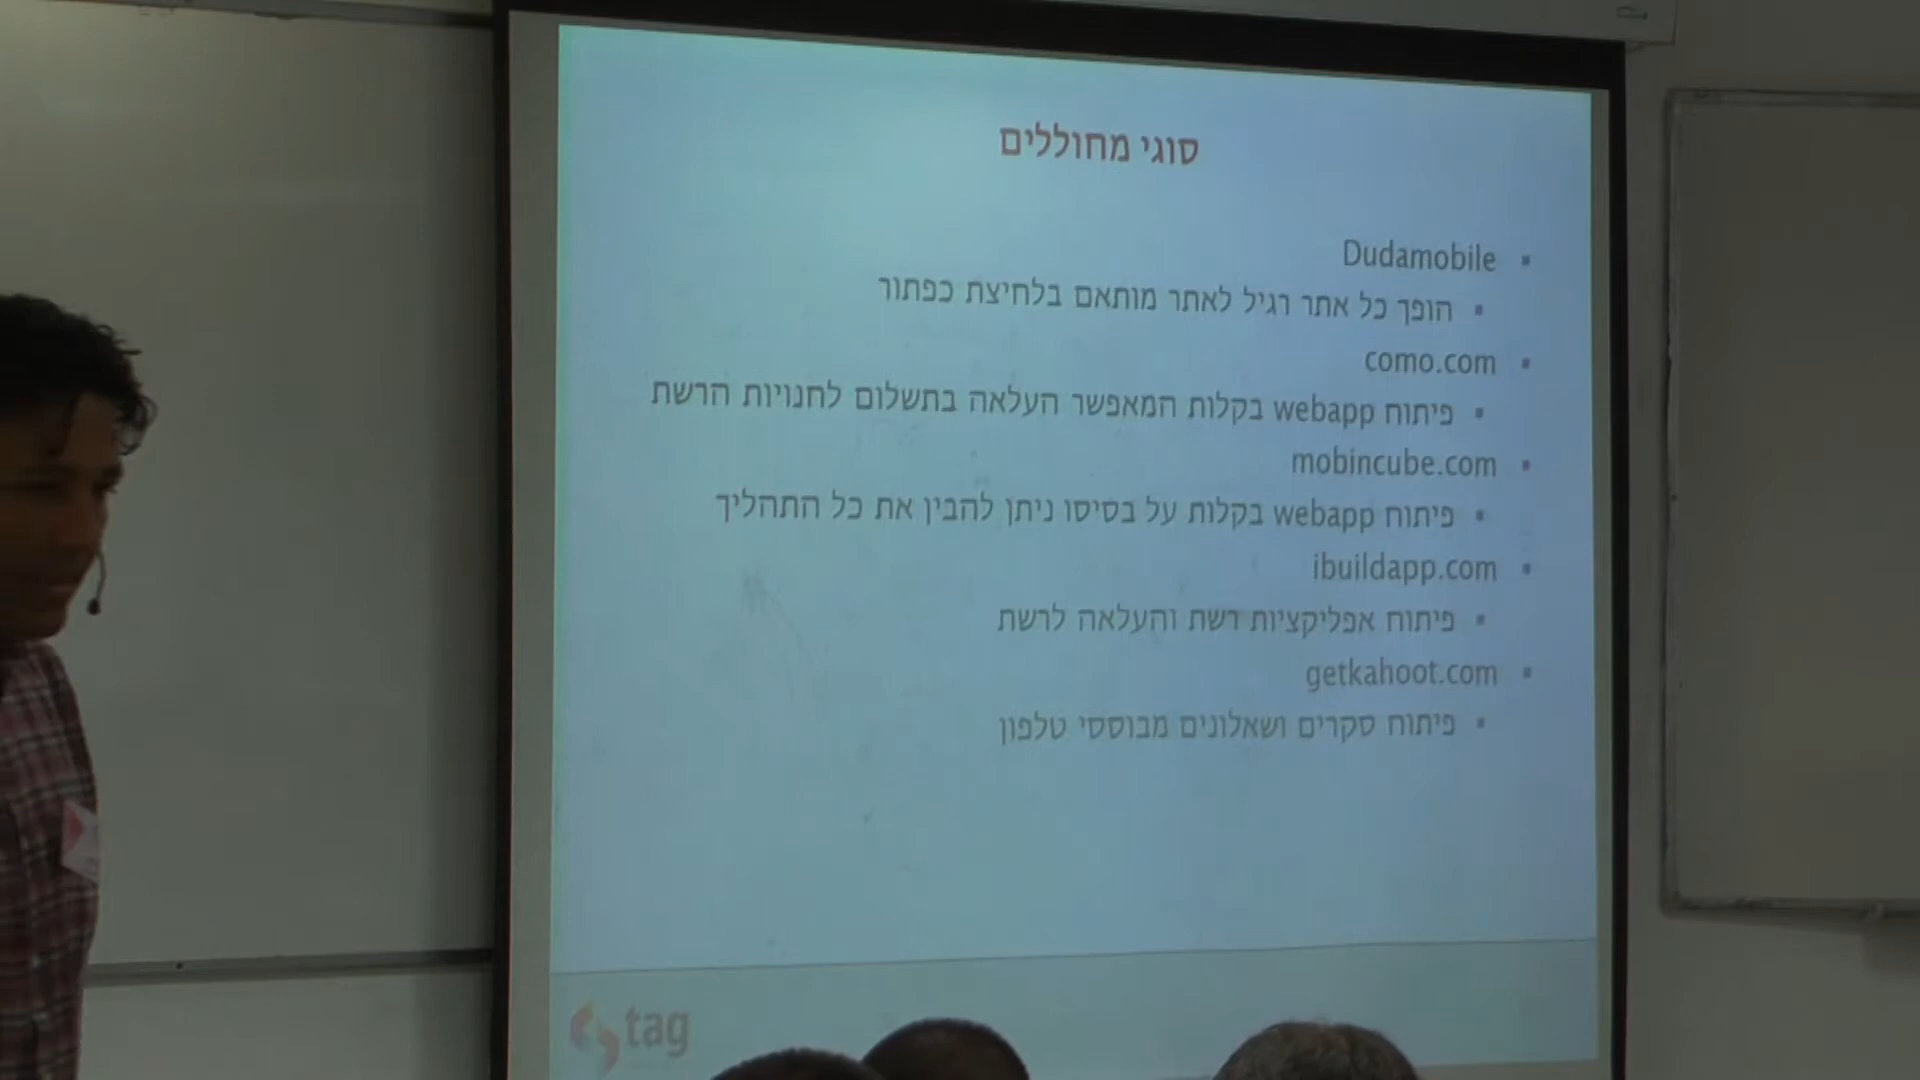 סוגי מחוללים
Dudamobile
הופך כל אתר רגיל לאתר מותאם בלחיצת כפתור
como.com
פיתוח webapp בקלות המאפשר העלאה בתשלום לחנויות הרשת
mobincube.com
פיתוח webapp בקלות על בסיסו ניתן להבין את כל התהליך
ibuildapp.com
פיתוח אפליקציות רשת והעלאה לרשת
getkahoot.com
פיתוח סקרים ושאלונים מבוססי טלפון
tag